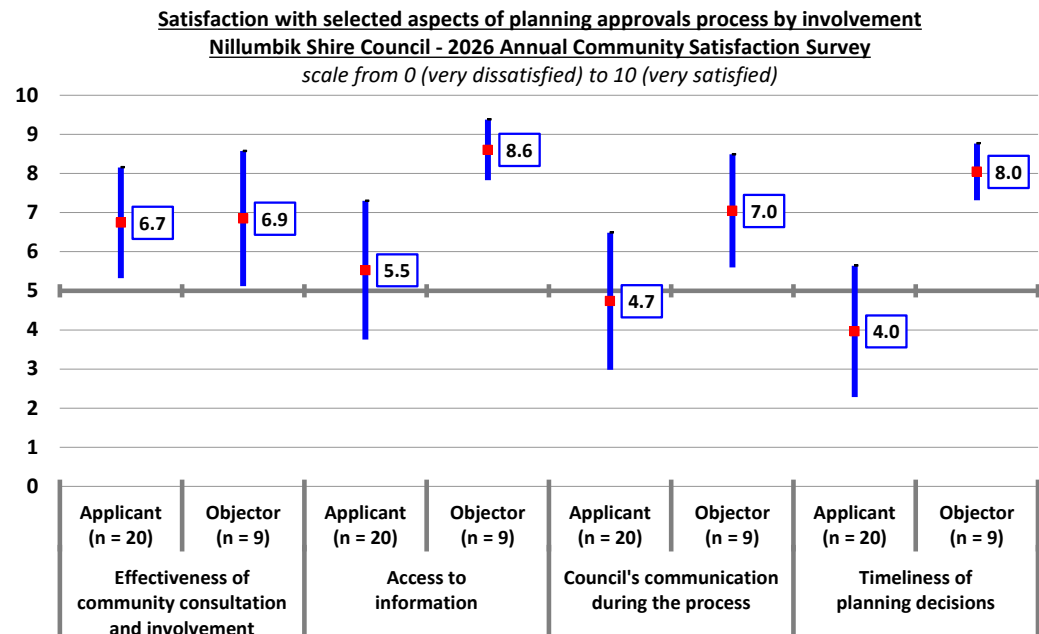 Satisfaction with selected aspects of planning approvals process by involvement
Nillumbik Shire Council - 2026 Annual Community Satisfaction Survey
scale from 0 (very dissatisfied) to 10 (very satisfied)
10
9
8
7
6
5
4
3
2
1
0
6.7
6.9
5.5
8.6
4.7
7.0
4.0
8.0
Applicant
(n = 20)
Objector
(n = 9)
Applicant
(n = 20)
Objector
(n = 9)
Applicant
(n = 20)
Objector
(n = 9)
Applicant
(n = 20)
Objector
(n = 9)
Effectiveness of
community consultation
and involvement
Access to
information
Council's communication
during the process
Timeliness of
planning decisions